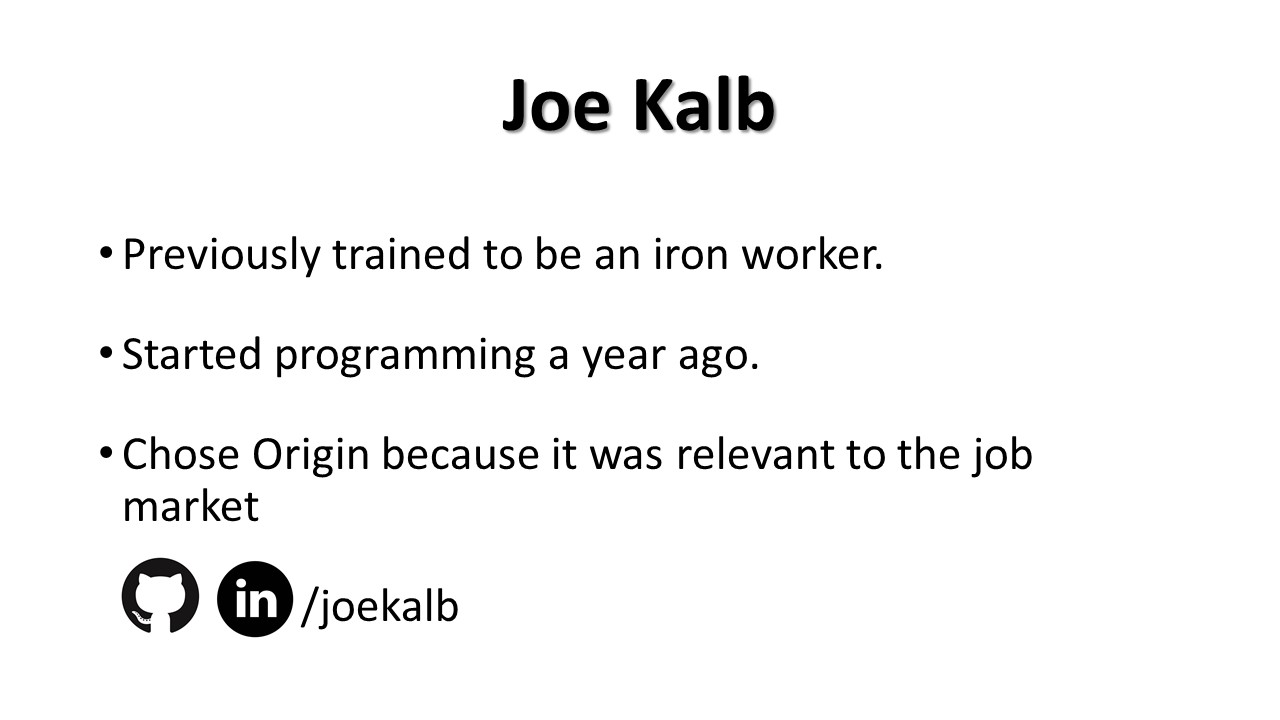 Joe Kalb
• Previously trained to be an iron worker.
• Started programming a year ago.
• Chose Origin because it was relevant to the job
market
in /joekalb